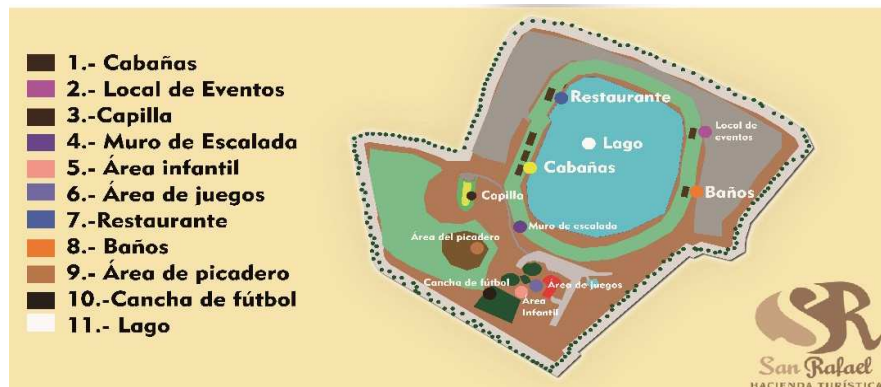 1.- Cabañas
2.- Local de Eventos
3.-Capilla
4.- Muro de Escalada
5.- Área infantil
6.- Área de juegos
7.-Restaurante
8.- Baños
9.- Área de picadero
10.-Cancha de fútbol
11.- Lago
Restaurante
Local de
eventos
Lago
Cabañas
Capilla
Baños
Muro de escalada
Área del picadero
Cancha de fútbol
Área de juegos
Área
Infantil
SR
San Rafael
HACIENDA TURÍSTICA